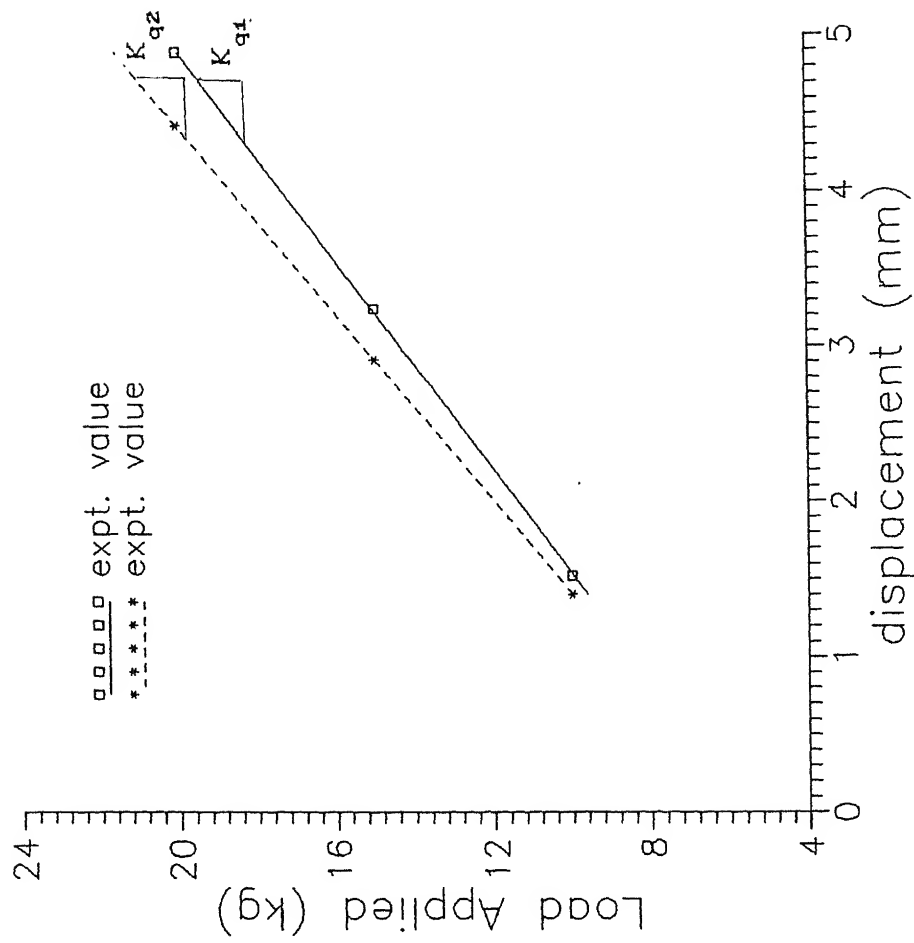 □ □ □ □ expt. value
* * * * * expt. value
K q2
K q1
24
20
16
12
8
4
Load Applied (kg)
0
1
2
3
4
5
displacement (mm)